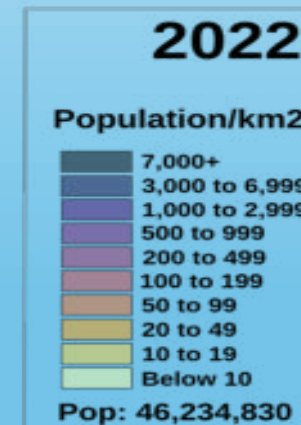 2022
Population/km2
7,000+
3,000 to 6,999
1,000 to 2,999
500 to 999
200 to 499
100 to 199
50 to 99
20 to 49
10 to 19
Below 10
Pop: 46,234,830